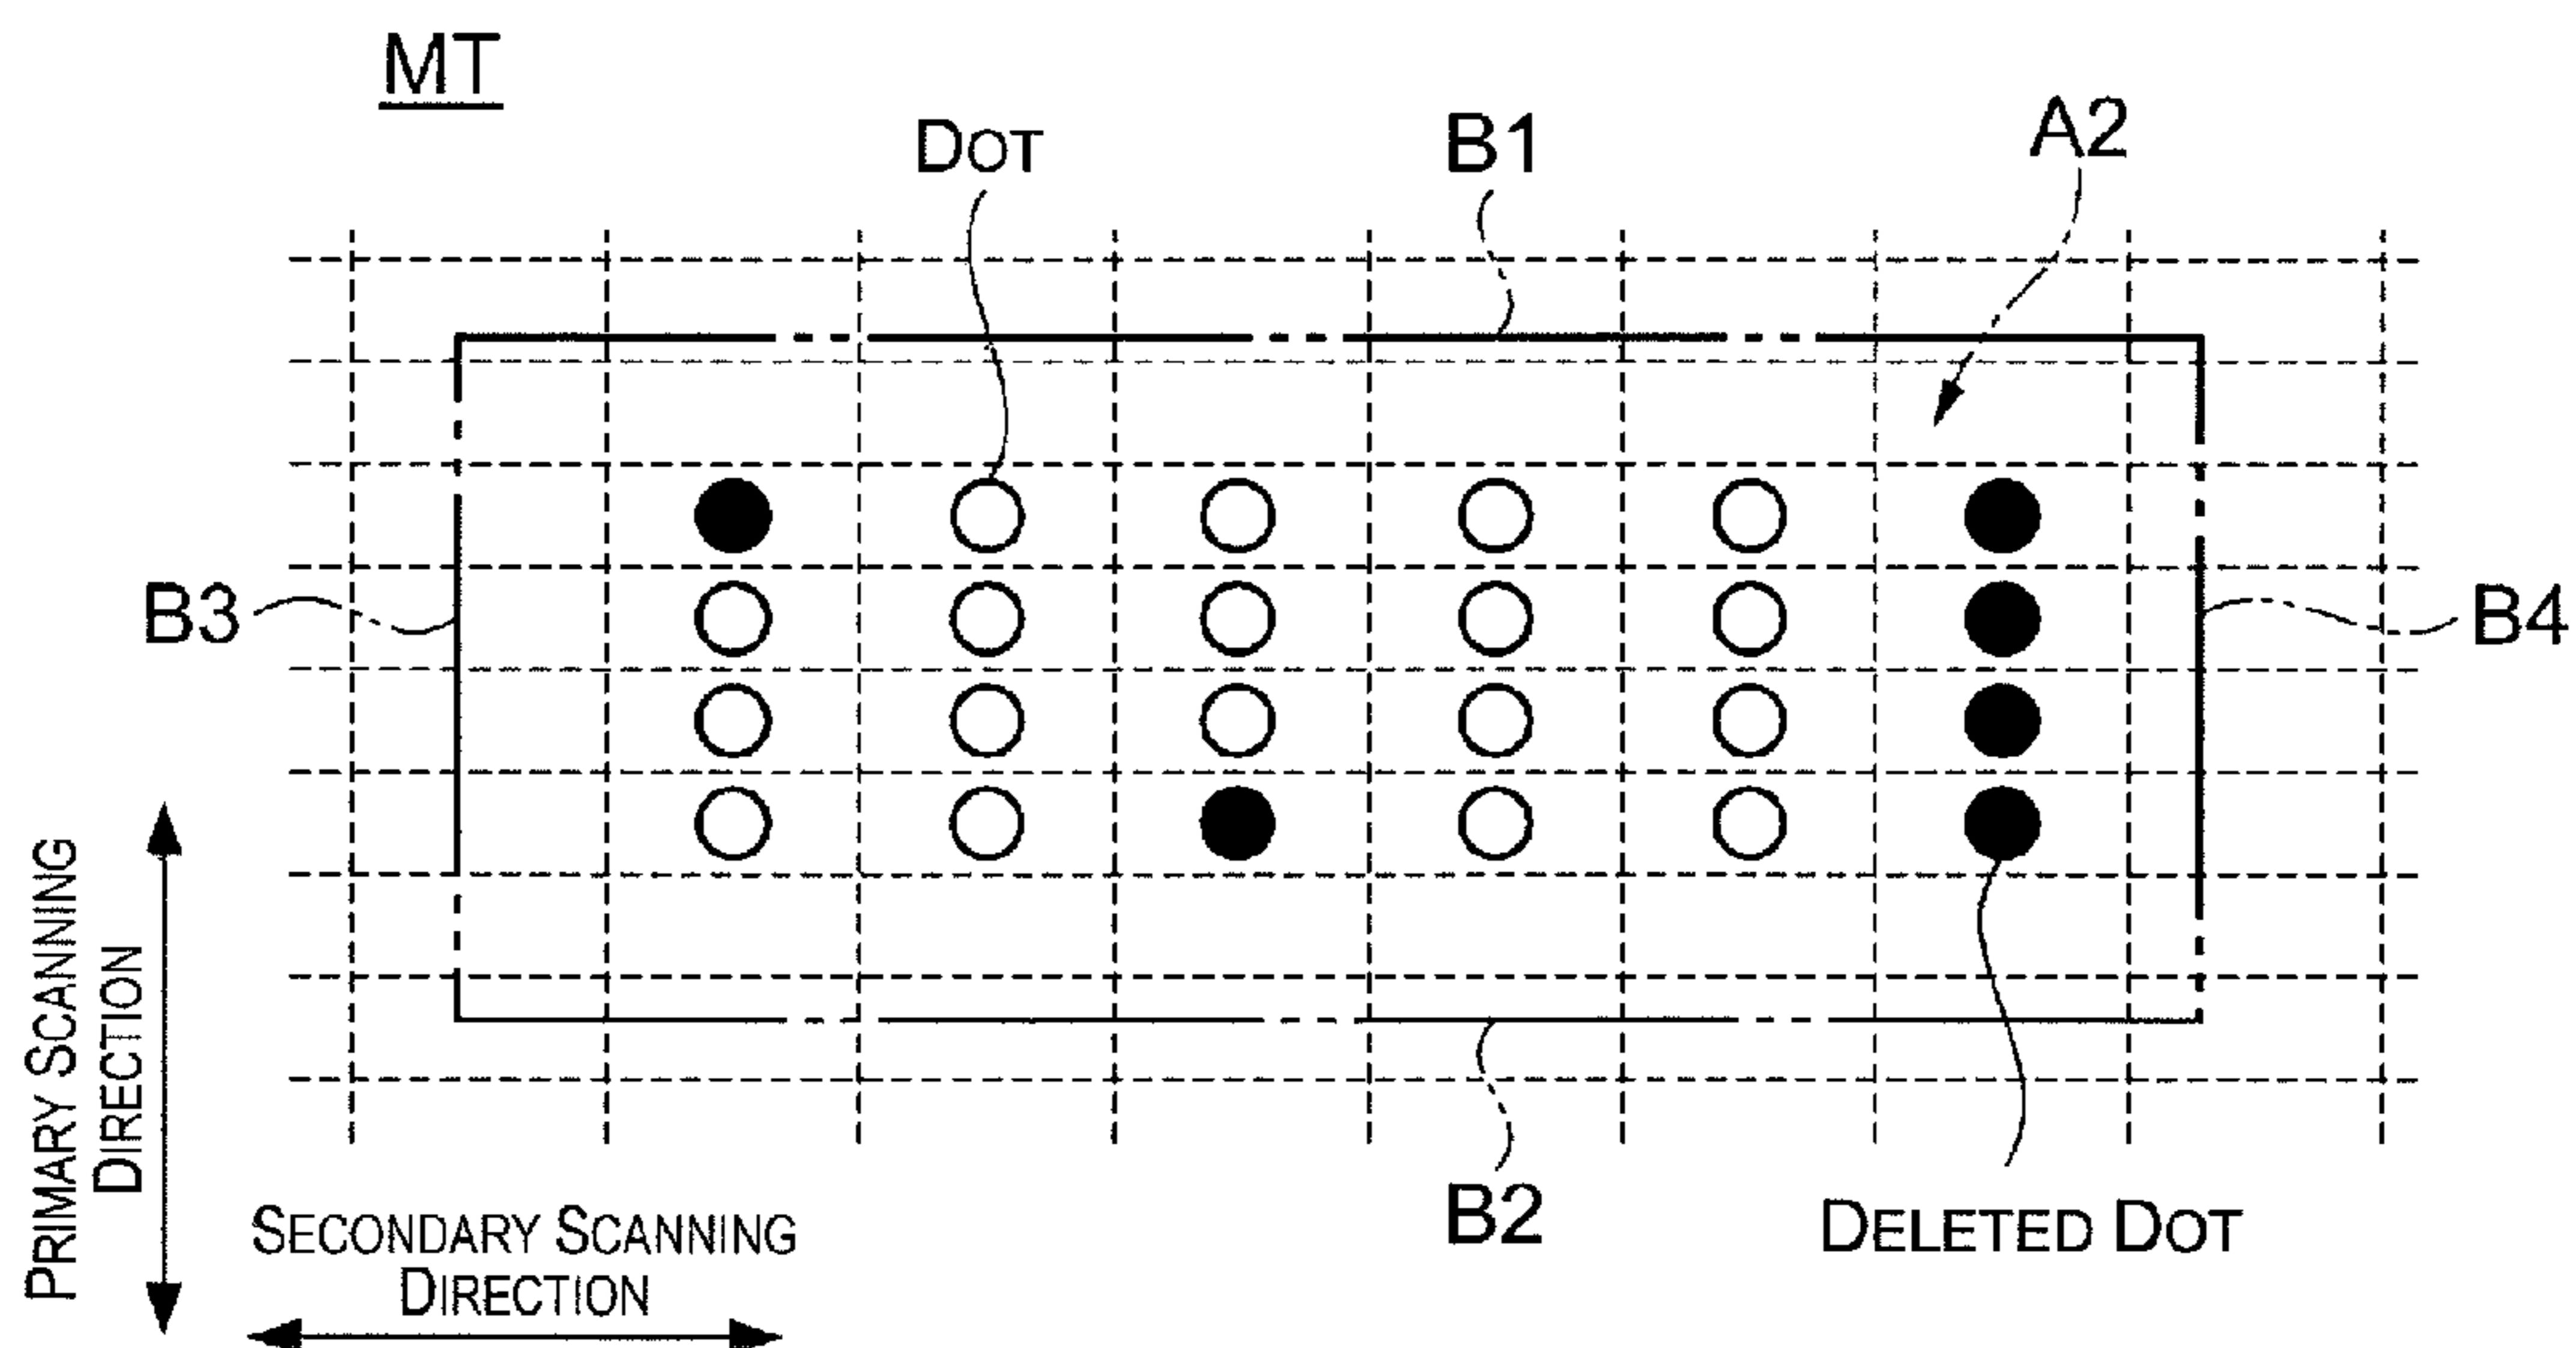 MT
DOT
B1
A2
B3
B4
PRIMARY SCANNING
DIRECTION
SECONDARY SCANNING
DIRECTION
B2
DELETED DOT